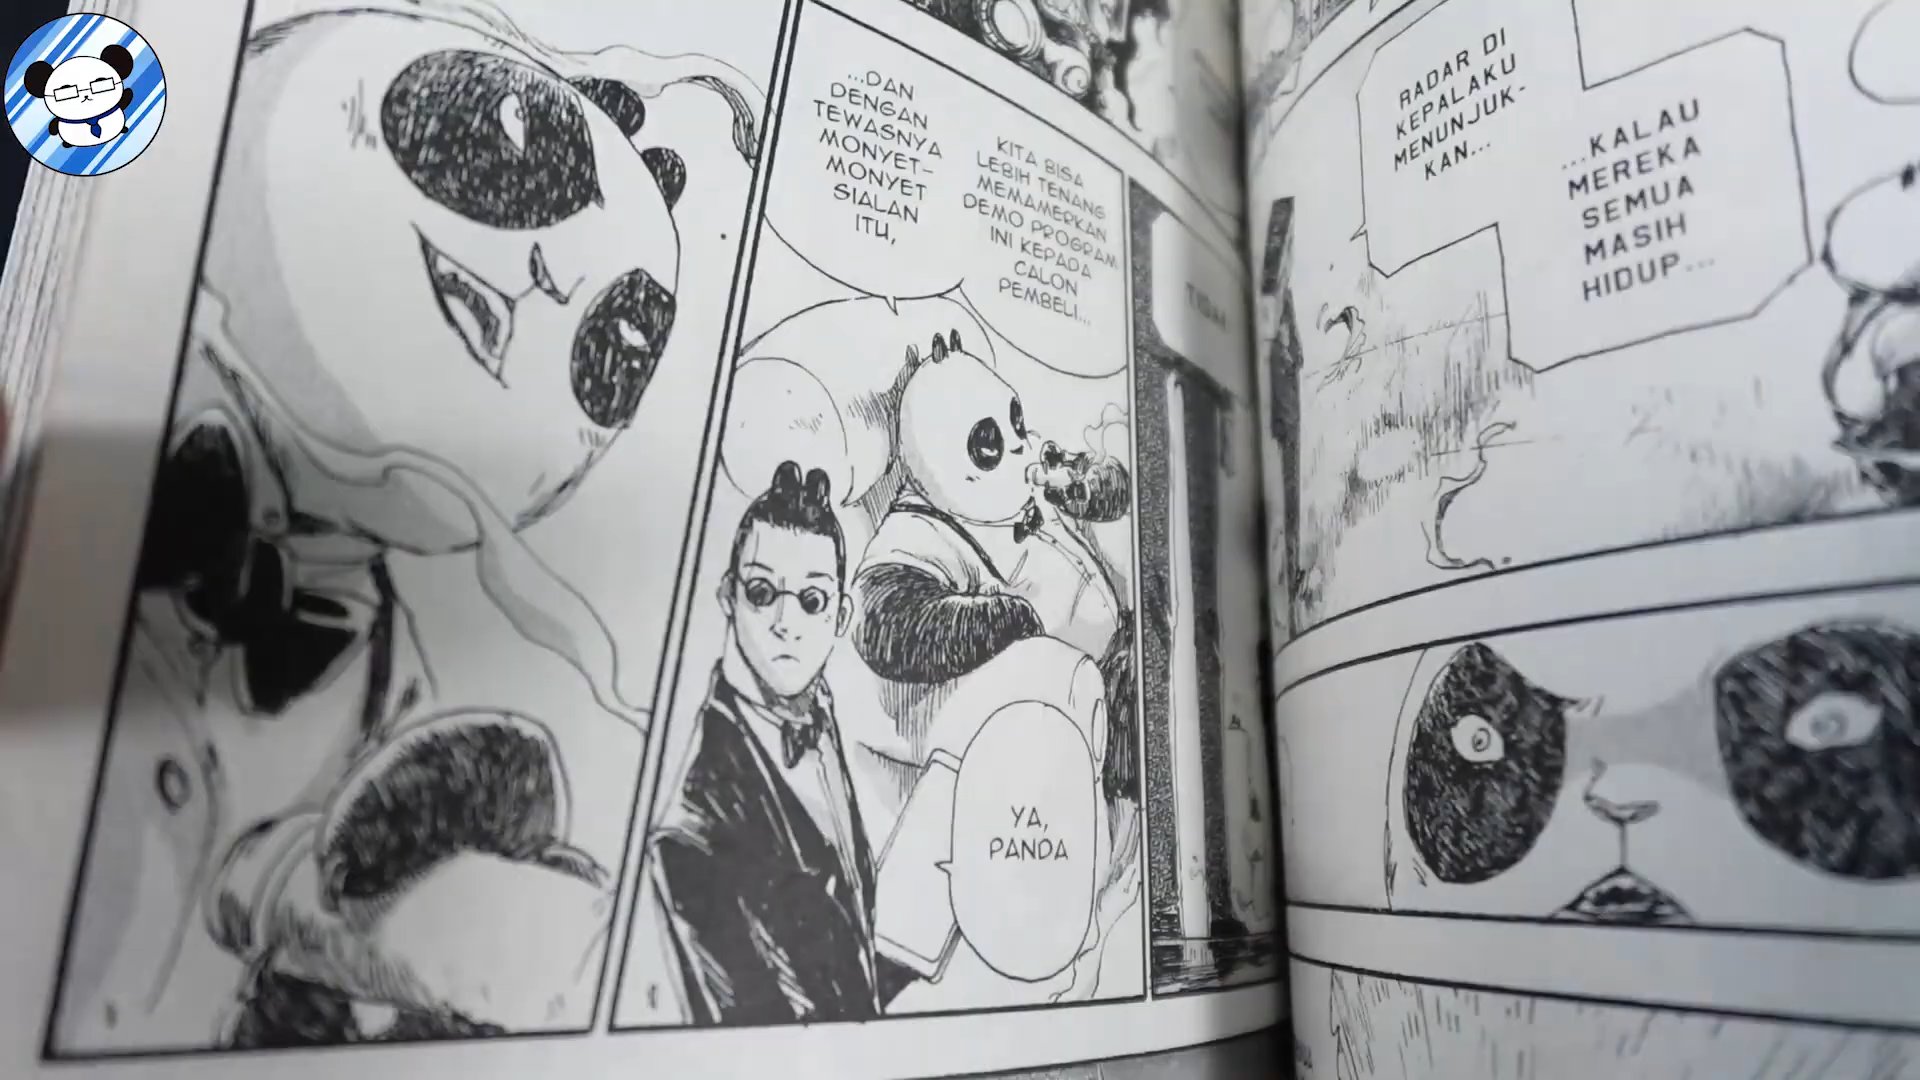 ...DAN
DENGAN
TEWASNYA
MONYET-
MONYET
SIALAN
ITU,
KITA BISA
LEBIH TENANG
MEMAMERKAN
DEMO PROGRAM
INI KEPADA
CALON
PEMBELI...
YA,
PANDA
TIDAK
RADAR DI
KEPALAKU
MENUNJUK-
KAN...
...KALAU
MEREKA
SEMUA
MASIH
HIDUP...